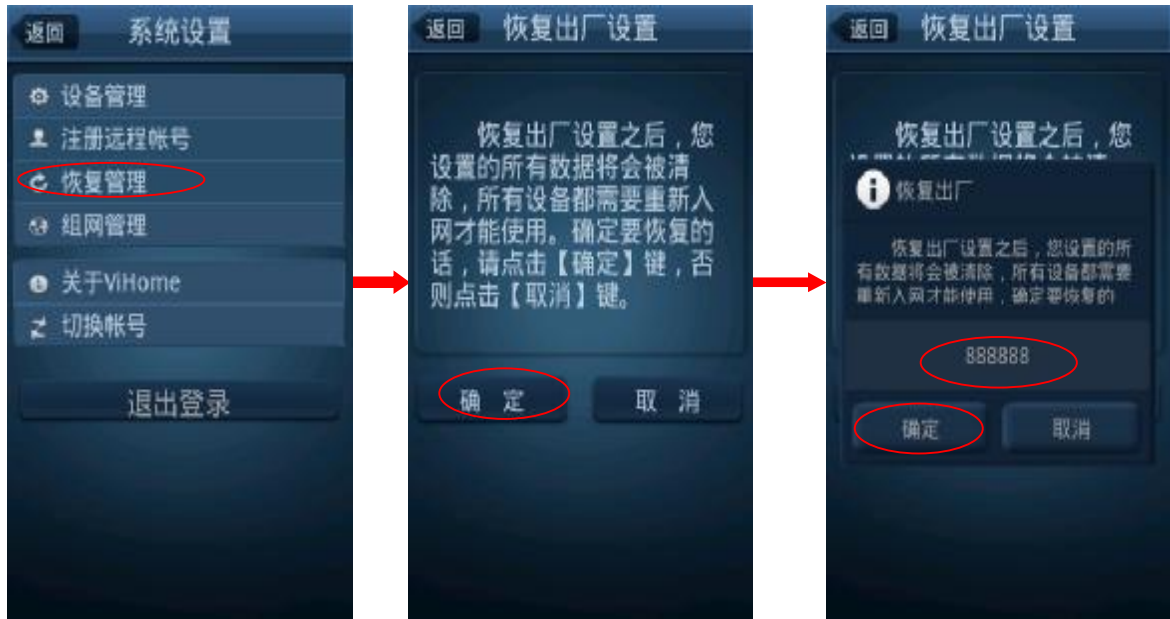 返回 系统设置
设备管理
注册远程帐号
恢复管理
组网管理
关于ViHome
切换帐号
退出登录
返回 恢复出厂设置
恢复出厂设置之后，您
设置的所有数据将会被清
除，所有设备都需要重新入
网才能使用。确定要恢复的
话，请点击【确定】键，否
则点击【取消】键。
确 定 取 消
返回 恢复出厂设置
恢复出厂设置之后，您
恢复出厂
恢复出厂设置之后，您设置的所
有数据将会被清除，所有设备都需要
重新入网才能使用，确定要恢复的
888888
确定 取消